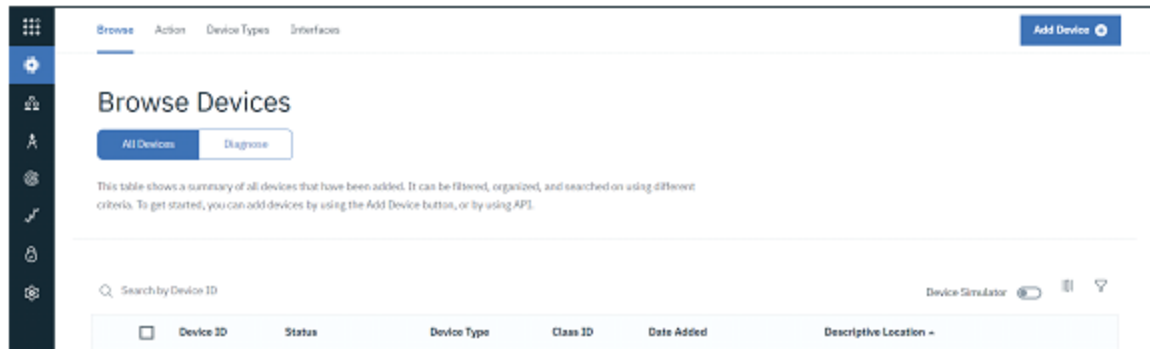 Browse Action Device Types Interfaces
Add Device
Browse Devices
All Devices Diagnose
This table shows a summary of all devices that have been added. It can be filtered, organized, and searched on using different
criteria. To get started, you can add devices by using the Add Device button, or by using API.
Search by Device ID
Device Simulator
Device ID Status Device Type Class ID Date Added Descriptive Location